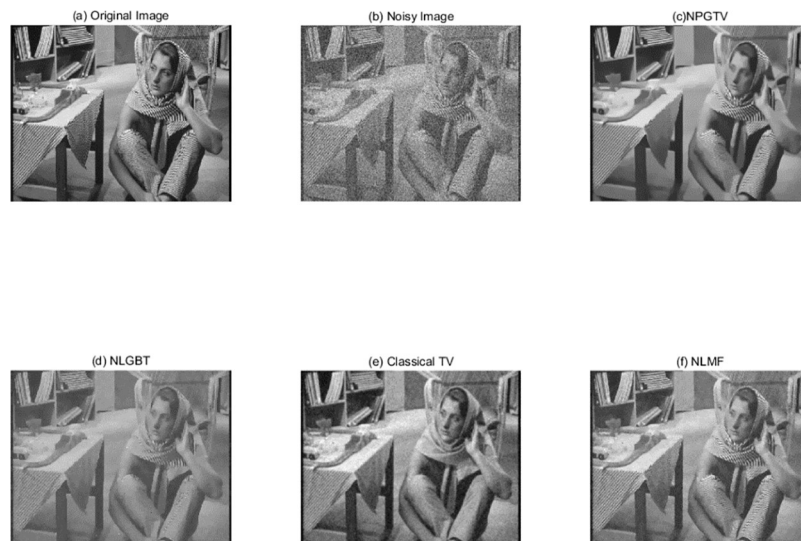 (a) Original Image
(b) Noisy Image
(c)NPGTV
(d) NLGBT
(e) Classical TV
(f) NLMF